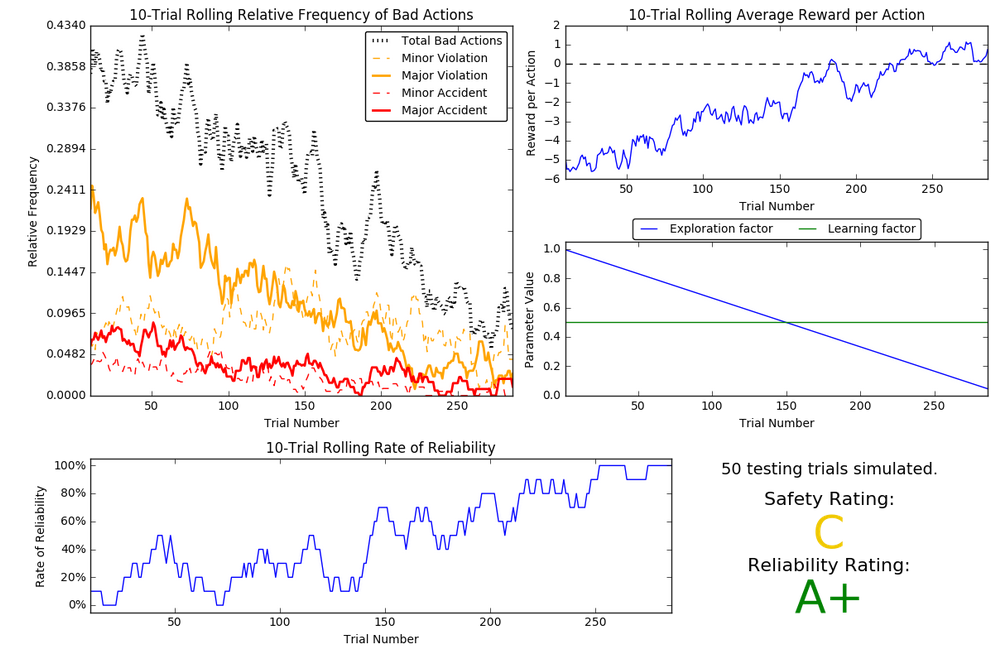 10-Trial Rolling Relative Frequency of Bad Actions
0.4340
0.3858
0.3376
0.2894
0.2411
0.1929
0.1447
0.0965
0.0482
0.0000
Relative Frequency
50 100 150 200 250
Trial Number
Total Bad Actions
Minor Violation
Major Violation
Minor Accident
Major Accident
10-Trial Rolling Average Reward per Action
2
1
0
−1
−2
−3
−4
−5
−6
Reward per Action
50 100 150 200 250
Trial Number
Exploration factor Learning factor
1.0
0.8
0.6
0.4
0.2
0.0
Parameter Value
50 100 150 200 250
Trial Number
10-Trial Rolling Rate of Reliability
100%
80%
60%
40%
20%
0%
Rate of Reliability
50 100 150 200 250
Trial Number
50 testing trials simulated.
Safety Rating:
C
Reliability Rating:
A+